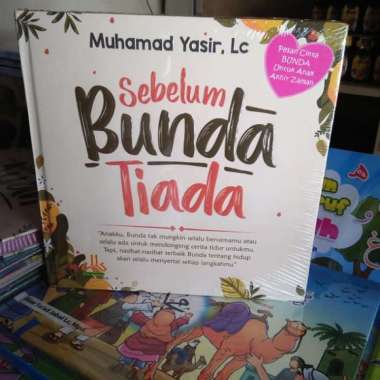 Muhamad Yasir, Lc
Pesan Cinta
BUNDA
Untuk Anak
Akhir Zaman
Sebelum
Bunda
Tiada
"Anakku, Bunda tak mungkin selalu bersamamu atau
selalu ada untuk mendongeng cerita tidur untukmu.
Tapi, nasihat-nasihat terbaik Bunda tentang hidup
akan selalu menyertai setiap langkahmu"